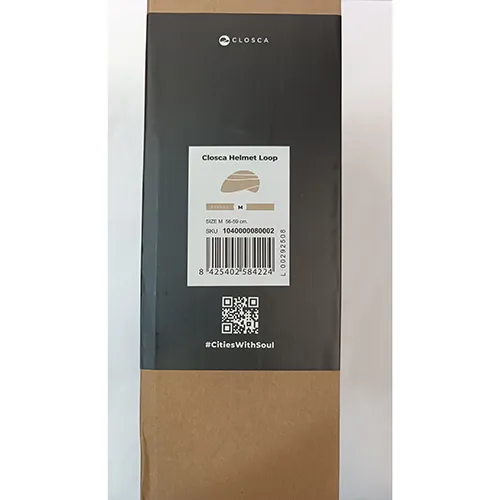 CLOSCA
Closca Helmet Loop
M
SIZE M 56-59 cm.
SKU 1040000080002
8 425402 584224
L:00292508
#CitiesWithSoul